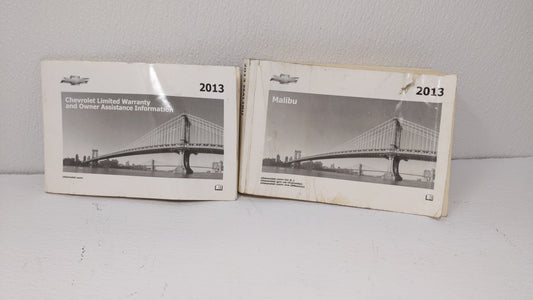 2013
Chevrolet Limited Warranty
and Owner Assistance Information
2013
Malibu